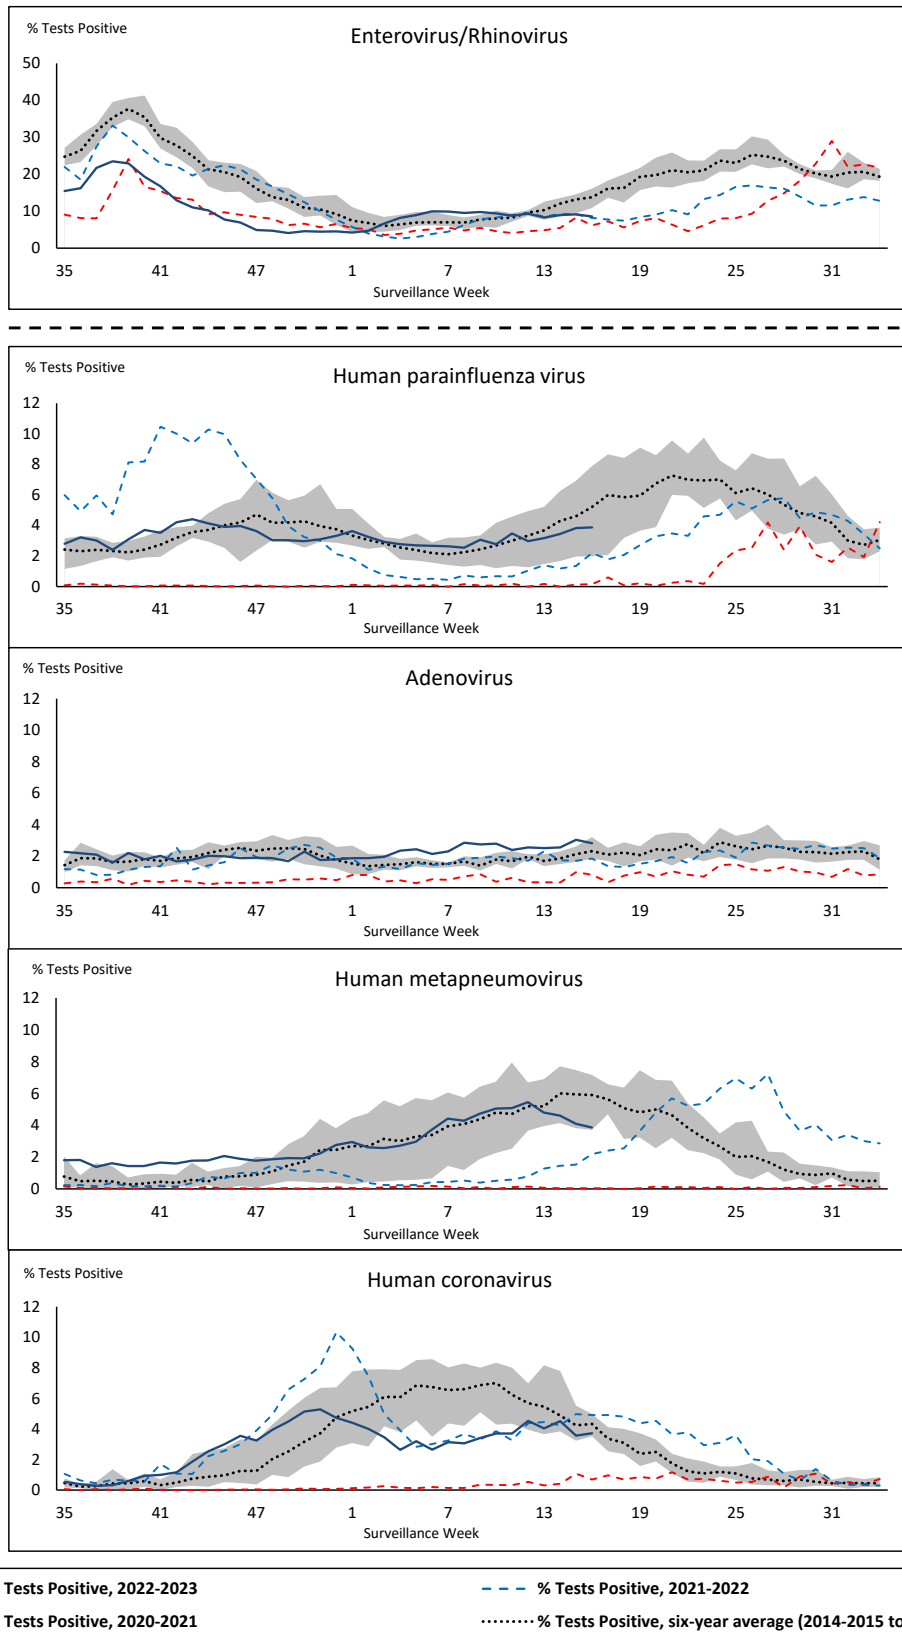 % Tests Positive
Enterovirus/Rhinovirus
50
40
30
20
10
0
35 41 47 1 7 13 19 25 31
Surveillance Week
% Tests Positive
Human parainfluenza virus
12
10
8
6
4
2
0
35 41 47 1 7 13 19 25 31
Surveillance Week
% Tests Positive
Adenovirus
12
10
8
6
4
2
0
35 41 47 1 7 13 19 25 31
Surveillance Week
% Tests Positive
Human metapneumovirus
12
10
8
6
4
2
0
35 41 47 1 7 13 19 25 31
Surveillance Week
% Tests Positive
Human coronavirus
12
10
8
6
4
2
0
35 41 47 1 7 13 19 25 31
Surveillance Week
Tests Positive, 2022-2023 % Tests Positive, 2021-2022
Tests Positive, 2020-2021 % Tests Positive, six-year average (2014-2015 to